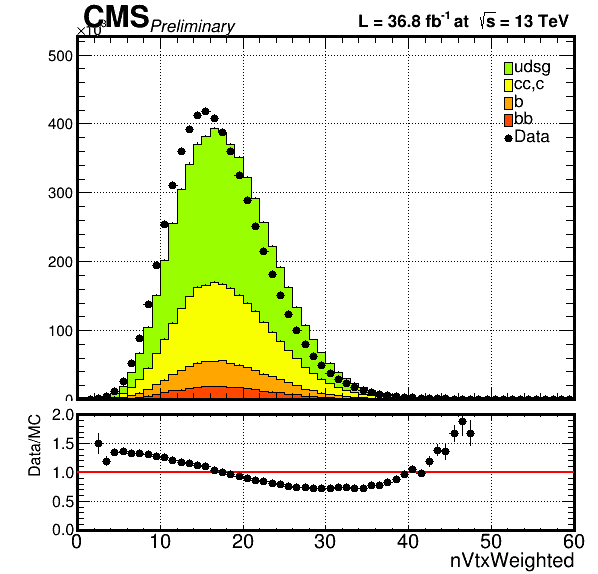 CMS Preliminary L = 36.8 fb⁻¹ at √s = 13 TeV
×10³
500
400
300
200
100
0
udsg
cc,c
b
bb
Data
Data/MC
2.0
1.5
1.0
0.5
0.0
0 10 20 30 40 50 60
nVtxWeighted